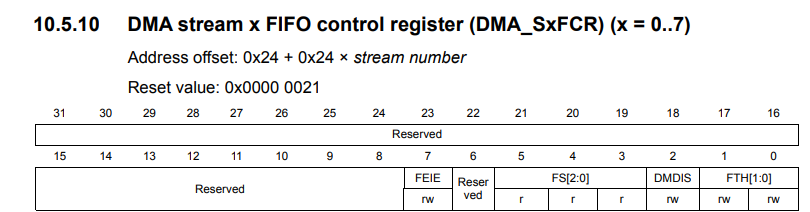 10.5.10 DMA stream x FIFO control register (DMA_SxFCR) (x = 0..7)
Address offset: 0x24 + 0x24 × stream number
Reset value: 0x0000 0021
31 30 29 28 27 26 25 24 23 22 21 20 19 18 17 16
Reserved
15 14 13 12 11 10 9 8 7 6 5 4 3 2 1 0
Reserved FEIE Reser ved FS[2:0] DMDIS FTH[1:0]
rw r r r rw rw rw